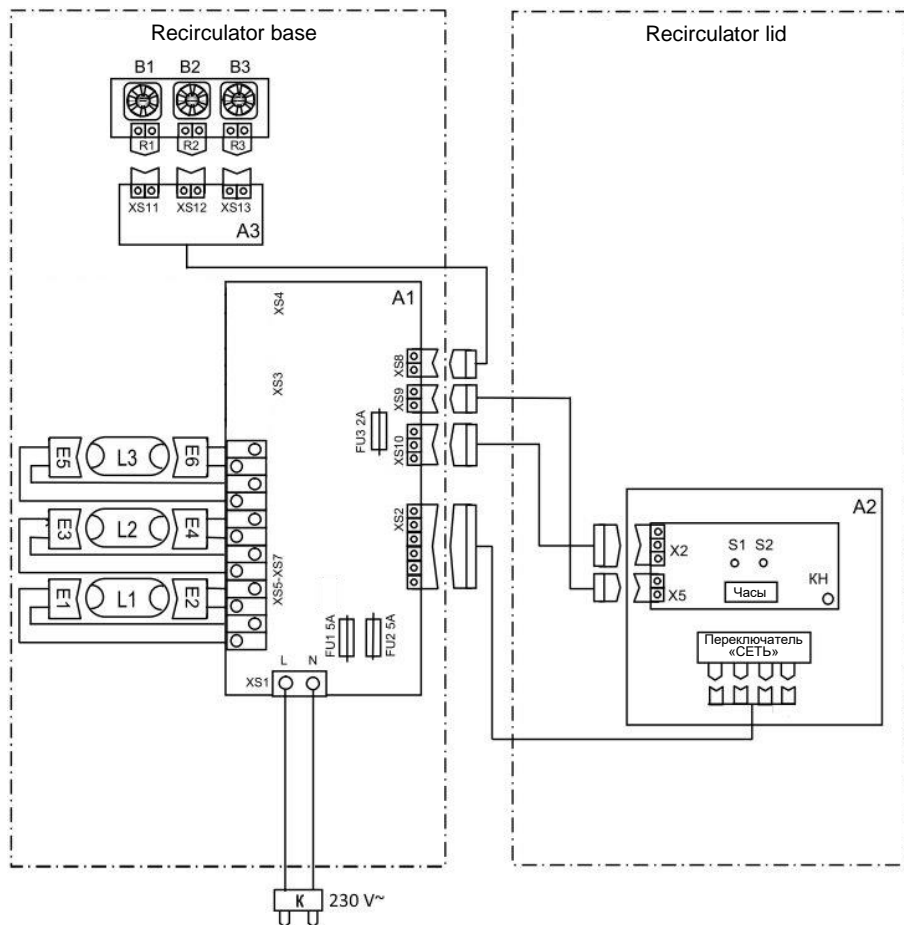 Recirculator base
Recirculator lid
B1 B2 B3
R1 R2 R3
XS11 XS12 XS13
A3
A1
XS4
XS3
XS8
XS9
XS10
FU3 2A
XS2
E5 L3 E6
E3 L2 E4
E1 L1 E2
XS5-XS7
FU1 5A
FU2 5A
L N
XS1
K 230 V~
A2
X2
S1 S2
X5
Часы
КН
Переключатель
«СЕТЬ»